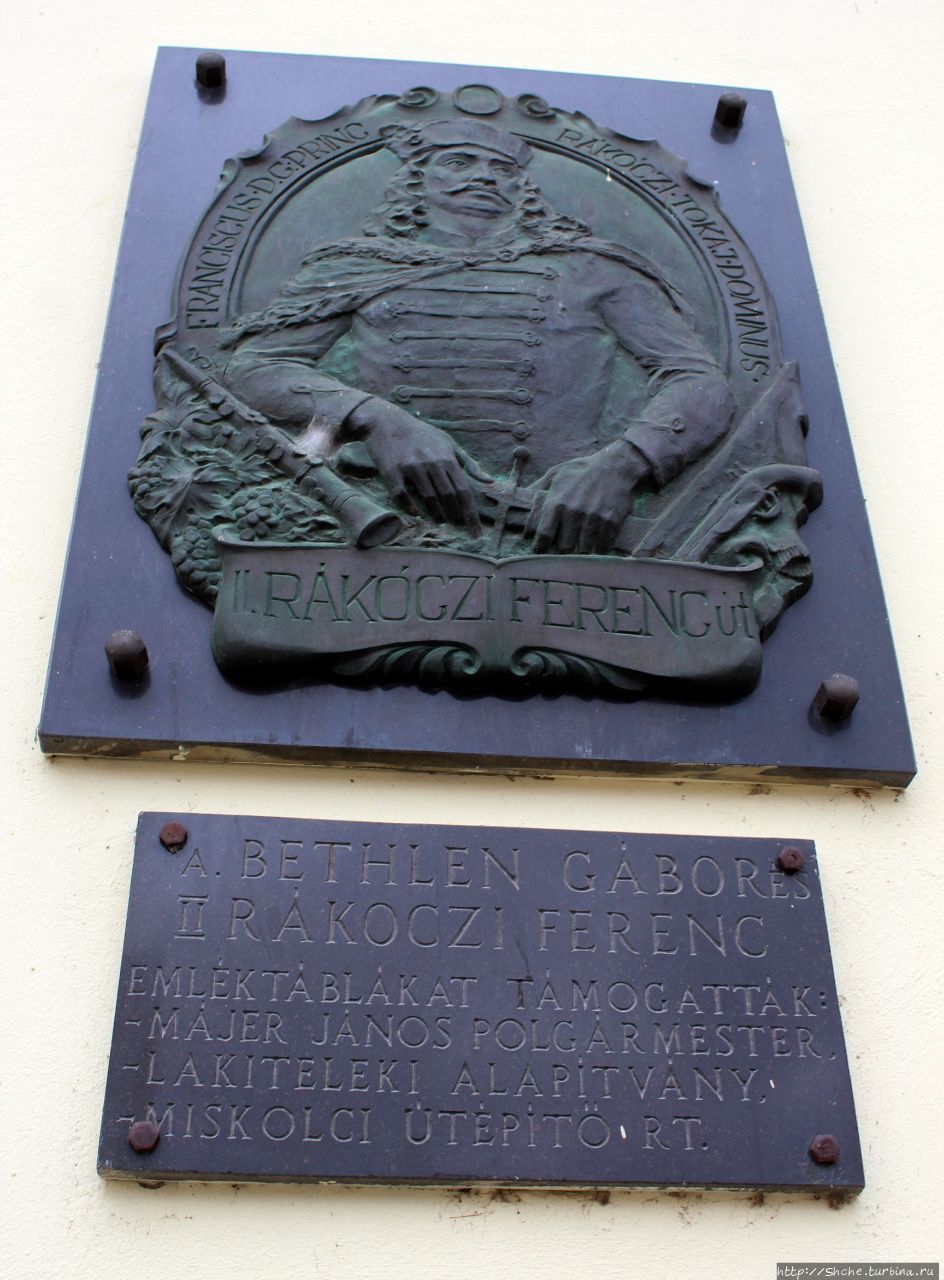 FRANCISCUS·D.G.PRINC
RÁKÓCZI·TOKAJ·DOMINUS·
II. RÁKÓCZI FERENC út
A. BETHLEN GÁBOR ÉS
II RÁKOCZI FERENC
EMLÉKTÁBLÁKAT TÁMOGATTÁK:
-MÁJER JÁNOS POLGÁRMESTER,
-LAKITELEKI ALAPÍTVÁNY,
-MISKOLCI ÚTÉPÍTŐ RT.
http://Shche.turbina.ru